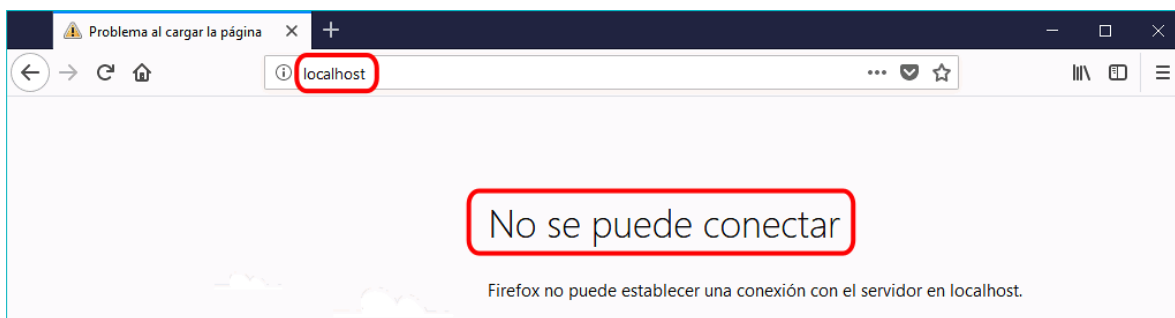 Problema al cargar la página
localhost
No se puede conectar
Firefox no puede establecer una conexión con el servidor en localhost.